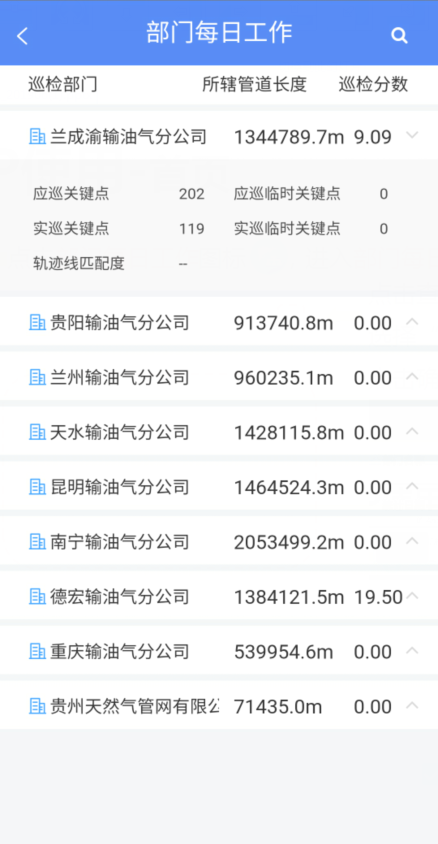 部门每日工作
巡检部门 所辖管道长度 巡检分数
兰成渝输油气分公司 1344789.7m 9.09
应巡关键点 202 应巡临时关键点 0
实巡关键点 119 实巡临时关键点 0
轨迹线匹配度 --
贵阳输油气分公司 913740.8m 0.00
兰州输油气分公司 960235.1m 0.00
天水输油气分公司 1428115.8m 0.00
昆明输油气分公司 1464524.3m 0.00
南宁输油气分公司 2053499.2m 0.00
德宏输油气分公司 1384121.5m 19.50
重庆输油气分公司 539954.6m 0.00
贵州天然气管网有限公 71435.0m 0.00